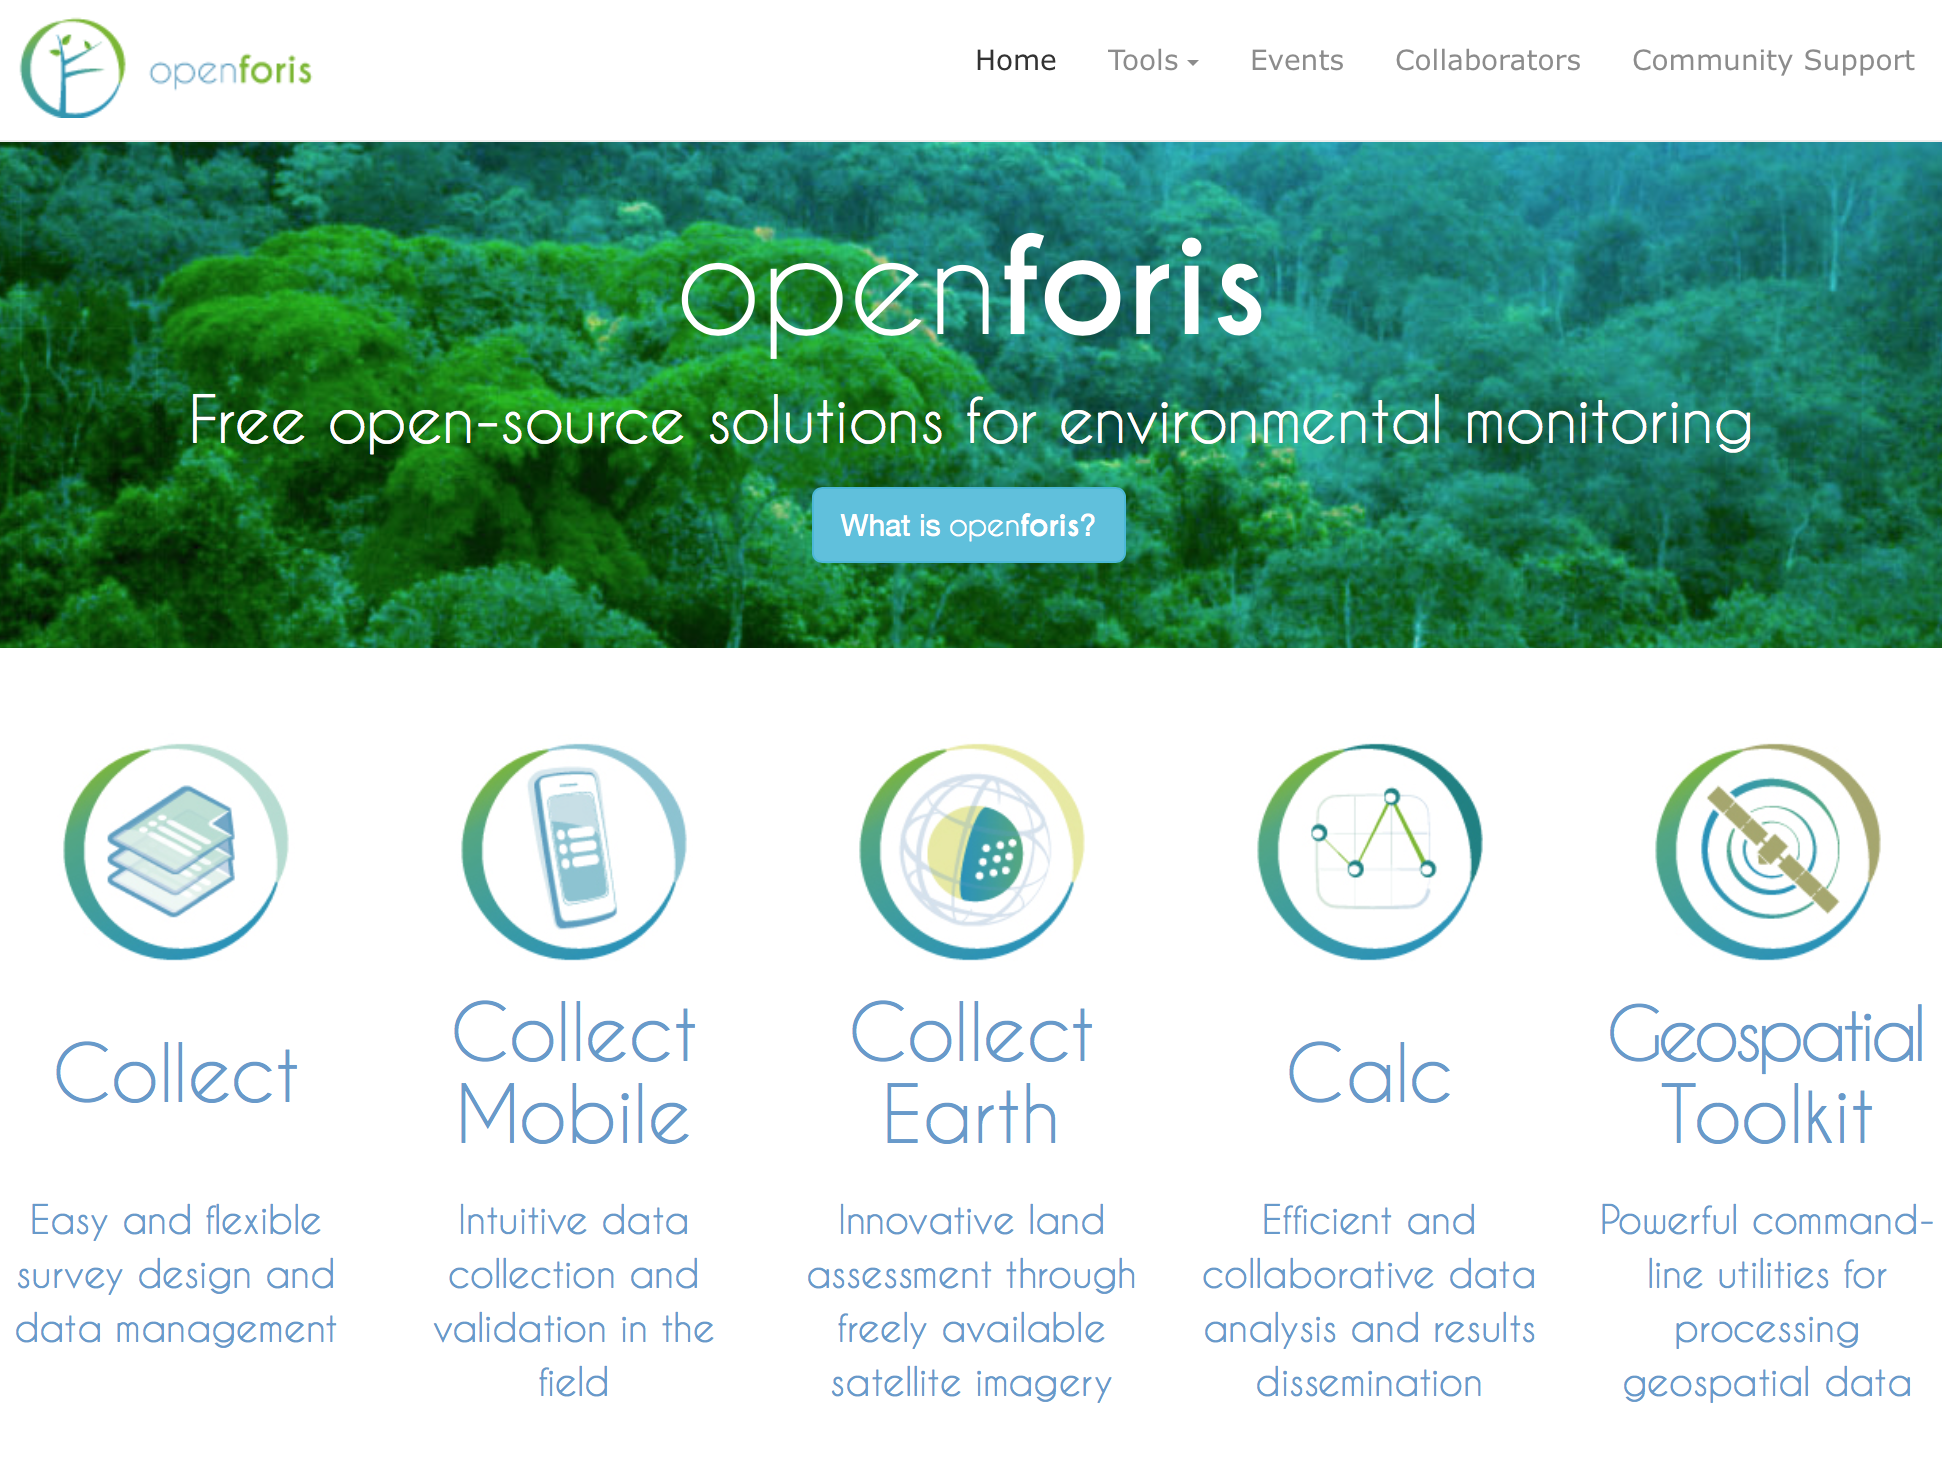 openforis
Home Tools Events Collaborators Community Support
openforis
Free open-source solutions for environmental monitoring
What is openforis?
Collect
Easy and flexible
survey design and
data management
Collect
Mobile
Intuitive data
collection and
validation in the
field
Collect
Earth
Innovative land
assessment through
freely available
satellite imagery
Calc
Efficient and
collaborative data
analysis and results
dissemination
Geospatial
Toolkit
Powerful command-
line utilities for
processing
geospatial data